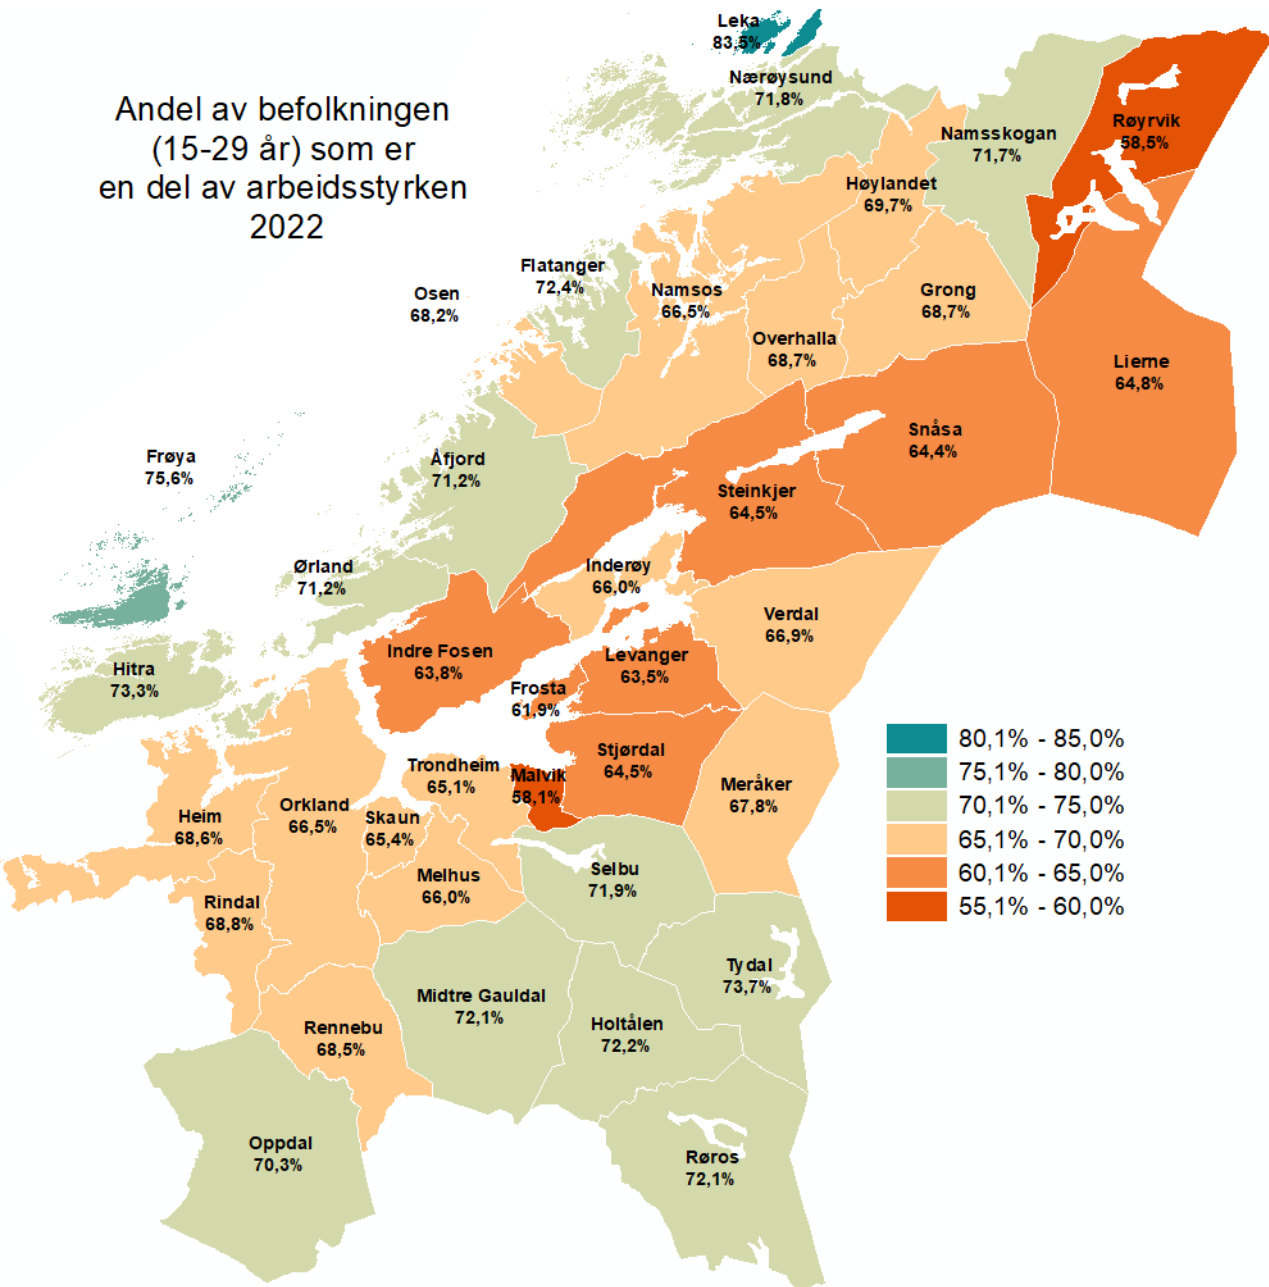 Leka
83,5%
Nærøysund
71,8%
Andel av befolkningen
(15-29 år) som er
en del av arbeidsstyrken
2022
Røyrvik
58,5%
Namsskogan
71,7%
Høylandet
69,7%
Flatanger
72,4%
Osen
68,2%
Namsos
66,5%
Grong
68,7%
Overhalla
68,7%
Lierne
64,8%
Snåsa
64,4%
Frøya
75,6%
Åfjord
71,2%
Steinkjer
64,5%
Ørland
71,2%
Inderøy
66,0%
Verdal
66,9%
Indre Fosen
63,8%
Levanger
63,5%
Hitra
73,3%
Frosta
61,9%
Stjørdal
64,5%
Trondheim
65,1%
Malvik
58,1%
Meråker
67,8%
Orkland
66,5%
Heim
68,6%
Skaun
65,4%
Melhus
66,0%
Selbu
71,9%
Rindal
68,8%
Tydal
73,7%
Midtre Gauldal
72,1%
Holtålen
72,2%
Rennebu
68,5%
Oppdal
70,3%
Røros
72,1%
80,1% - 85,0%
75,1% - 80,0%
70,1% - 75,0%
65,1% - 70,0%
60,1% - 65,0%
55,1% - 60,0%